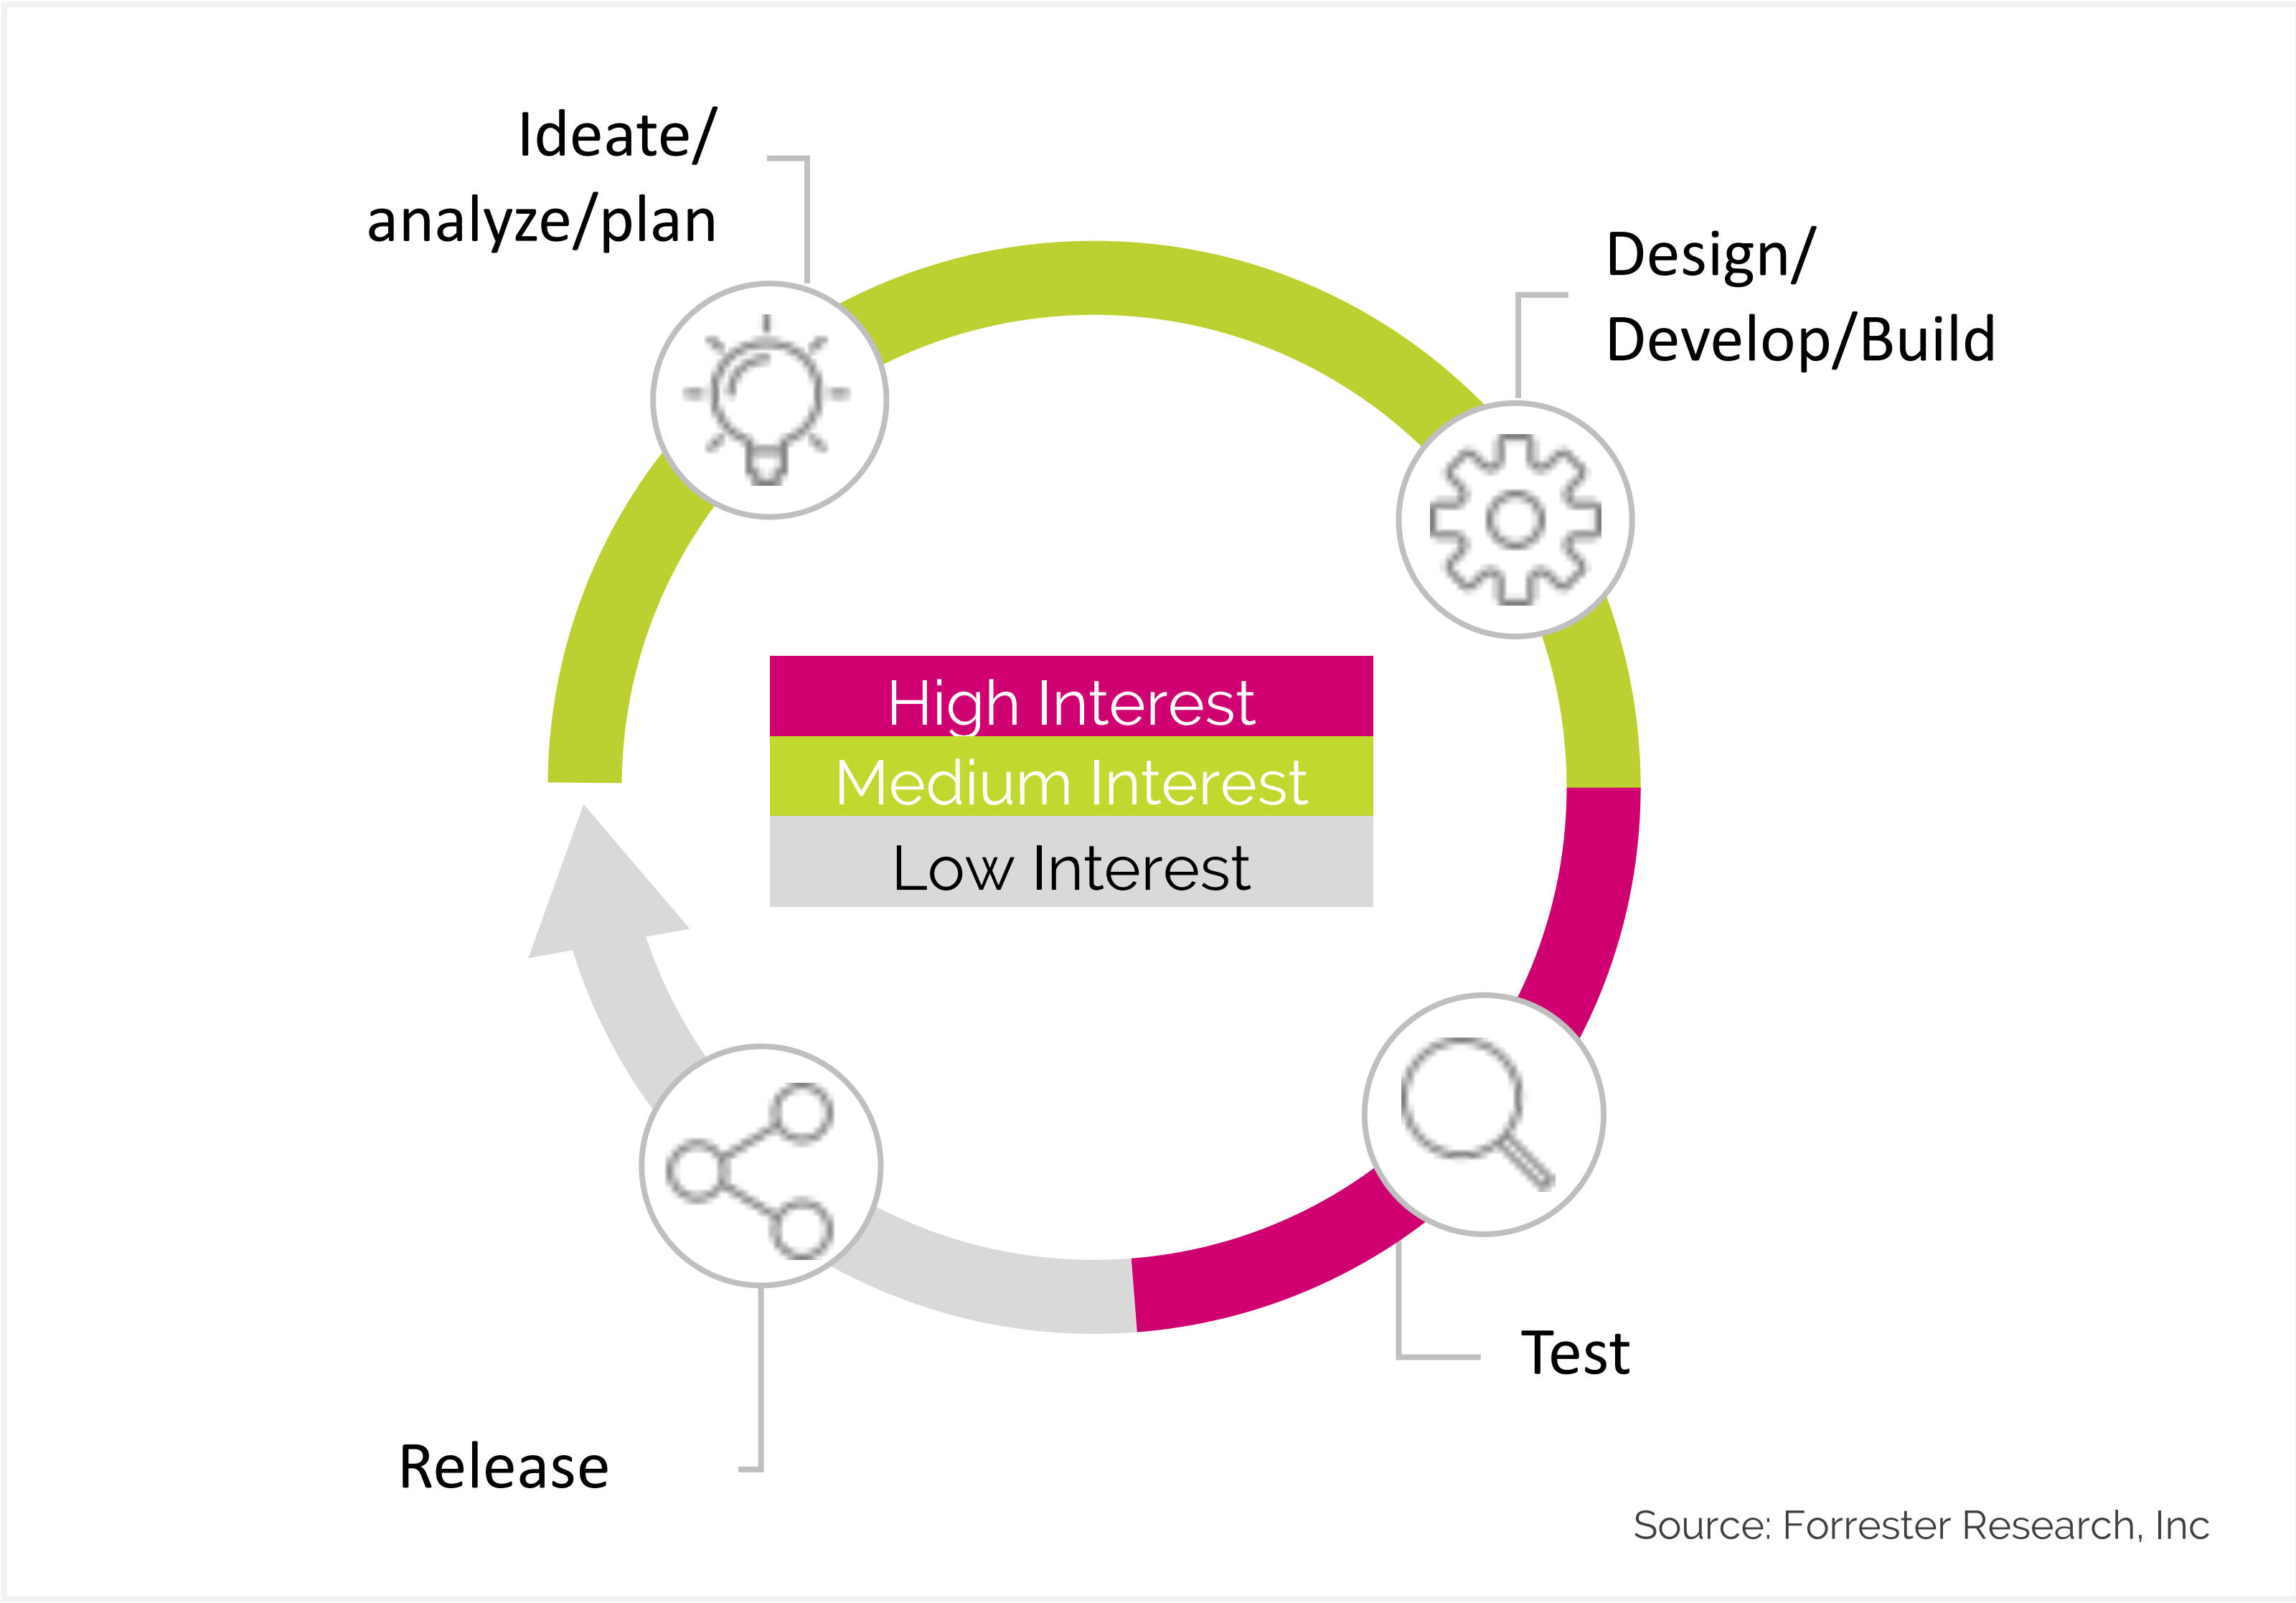 Ideate/
analyze/plan
Design/
Develop/Build
High Interest
Medium Interest
Low Interest
Test
Release
Source: Forrester Research, Inc